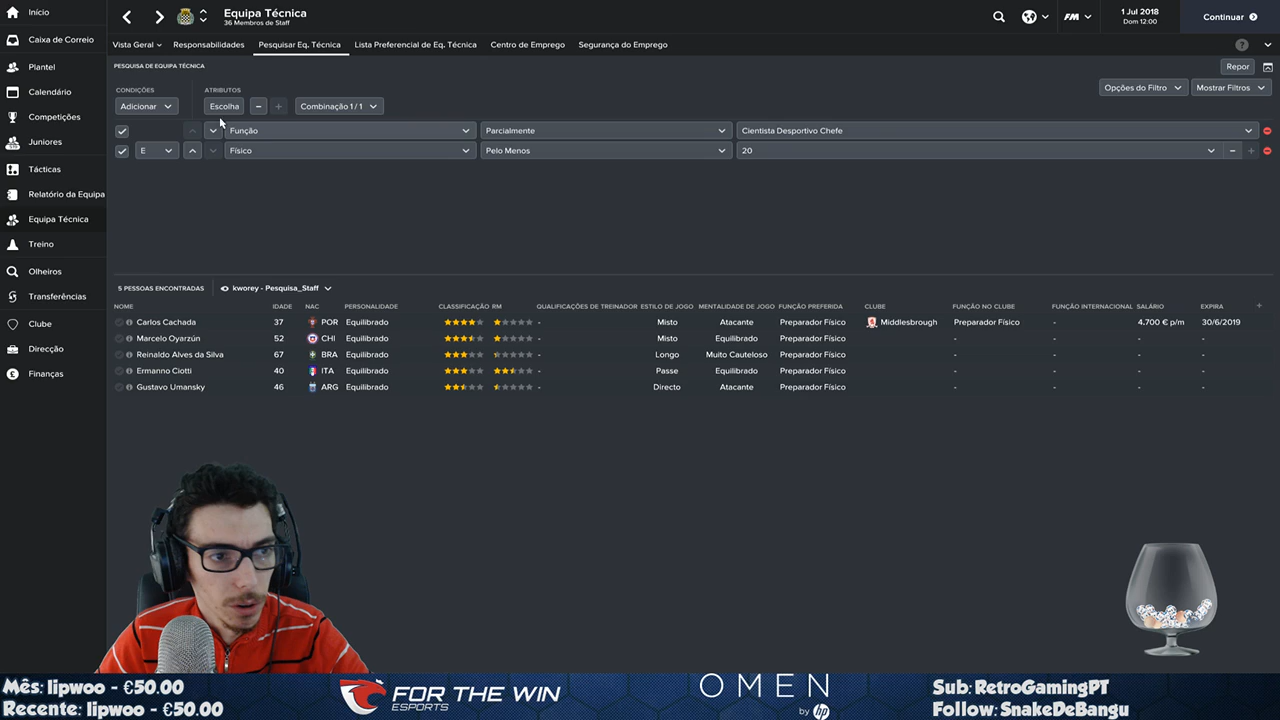 Início
Caixa de Correio
Plantel
Calendário
Competições
Juniores
Tácticas
Relatório da Equipa
Equipa Técnica
Treino
Olheiros
Transferências
Clube
Direcção
Finanças
Equipa Técnica
36 Membros de Staff
FM
1 Jul 2018
Dom 12:00
Continuar
Vista Geral Responsabilidades Pesquisar Eq. Técnica Lista Preferencial de Eq. Técnica Centro de Emprego Segurança do Emprego
PESQUISA DE EQUIPA TÉCNICA
Repor
CONDIÇÕES ATRIBUTOS
Adicionar Escolha Combinação 1 / 1
Opções do Filtro Mostrar Filtros
Função Parcialmente Cientista Desportivo Chefe
E Físico Pelo Menos 20
5 PESSOAS ENCONTRADAS kworey - Pesquisa_Staff
NOME IDADE NAC PERSONALIDADE CLASSIFICAÇÃO RM QUALIFICAÇÕES DE TREINADOR ESTILO DE JOGO MENTALIDADE DE JOGO FUNÇÃO PREFERIDA CLUBE FUNÇÃO NO CLUBE FUNÇÃO INTERNACIONAL SALÁRIO EXPIRA
Carlos Cachada 37 POR Equilibrado - Misto Atacante Preparador Físico Middlesbrough Preparador Físico - 4.700 € p/m 30/6/2019
Marcelo Oyarzún 52 CHI Equilibrado - Misto Equilibrado Preparador Físico - - - -
Reinaldo Alves da Silva 67 BRA Equilibrado - Longo Muito Cauteloso Preparador Físico - - - -
Ermanno Ciotti 40 ITA Equilibrado - Passe Equilibrado Preparador Físico - - - -
Gustavo Umansky 46 ARG Equilibrado - Directo Atacante Preparador Físico - - - -
Mês: lipwoo - €50.00
Recente: lipwoo - €50.00
FOR THE WIN
ESPORTS
OMEN
by hp
Sub: RetroGamingPT
Follow: SnakeDeBangu